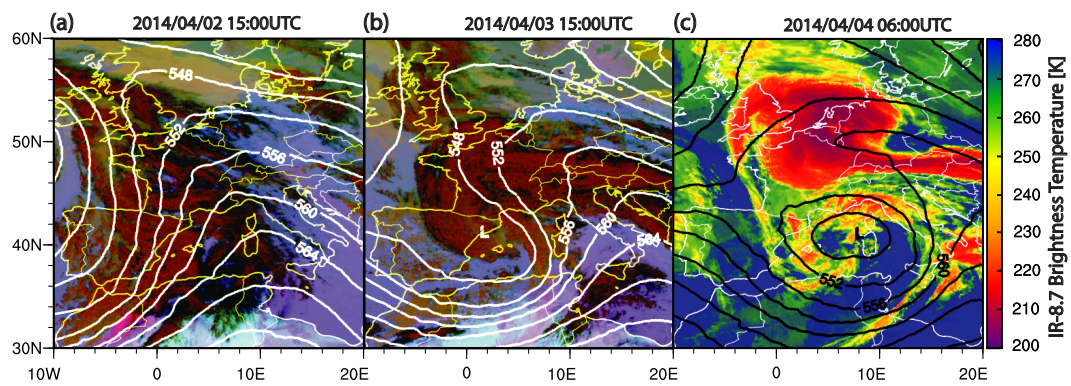 (a) 2014/04/02 15:00UTC (b) 2014/04/03 15:00UTC (c) 2014/04/04 06:00UTC
60N
50N
40N
30N
548
552
556
560
564
548
552
556
560
564
L
L
552
556
560
280
270
260
250
240
230
220
210
200
IR-8.7 Brightness Temperature [K]
10W 0 10E 20E 0 10E 20E 0 10E 20E